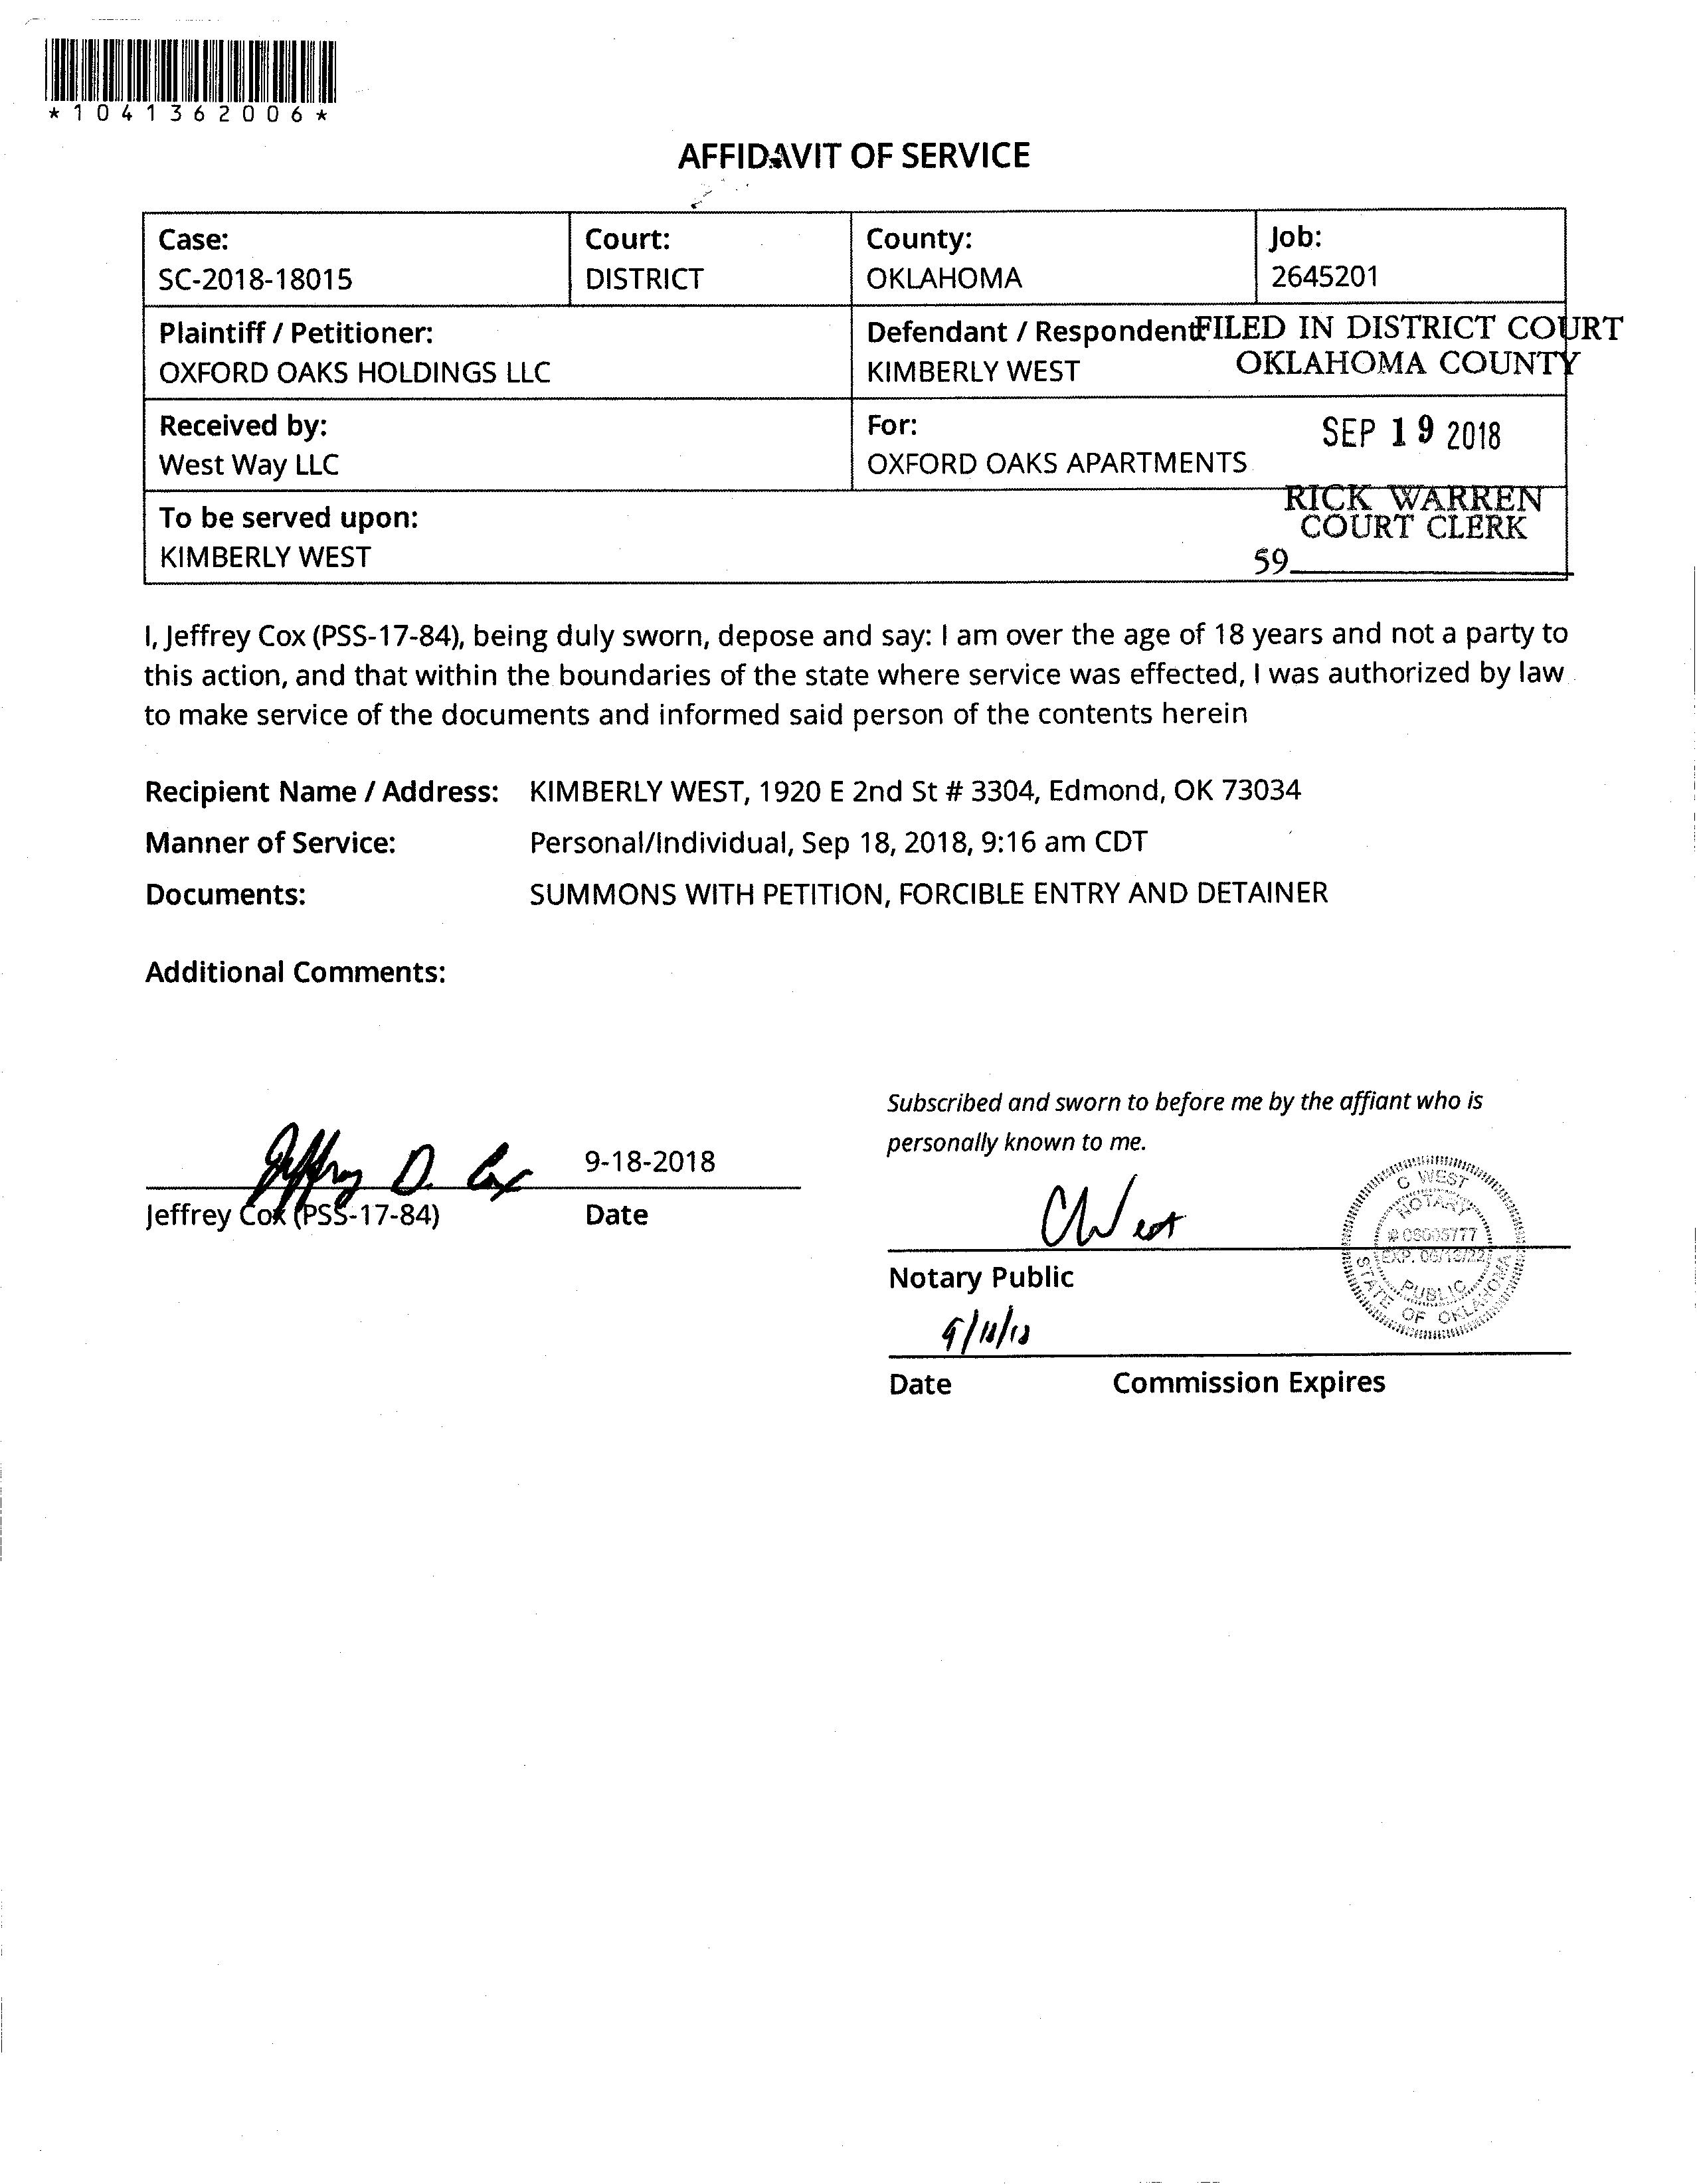 *1041362006*
AFFIDAVIT OF SERVICE
Case:
SC-2018-18015
Court:
DISTRICT
County:
OKLAHOMA
Job:
2645201
Plaintiff / Petitioner:
OXFORD OAKS HOLDINGS LLC
Defendant / Respondent
KIMBERLY WEST
FILED IN DISTRICT COURT
OKLAHOMA COUNTY
Received by:
West Way LLC
For:
OXFORD OAKS APARTMENTS
SEP 19 2018
To be served upon:
KIMBERLY WEST
RICK WARREN
COURT CLERK
59
I, Jeffrey Cox (PSS-17-84), being duly sworn, depose and say: I am over the age of 18 years and not a party to
this action, and that within the boundaries of the state where service was effected, I was authorized by law
to make service of the documents and informed said person of the contents herein
Recipient Name / Address: KIMBERLY WEST, 1920 E 2nd St # 3304, Edmond, OK 73034
Manner of Service: Personal/Individual, Sep 18, 2018, 9:16 am CDT
Documents: SUMMONS WITH PETITION, FORCIBLE ENTRY AND DETAINER
Additional Comments:
Jeffrey D. Cox 9-18-2018
Jeffrey Cox (PSS-17-84) Date
Subscribed and sworn to before me by the affiant who is
personally known to me.
C West
Notary Public
9/18/18
Date Commission Expires
C WEST
NOTARY
EXP. 06/13/22
PUBLIC
STATE OF OKLAHOMA